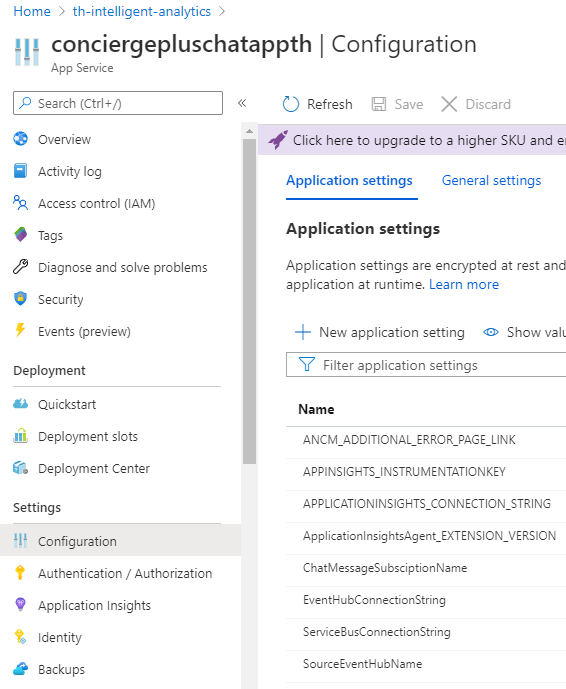 Home > th-intelligent-analytics >
conciergepluschatappth | Configuration
App Service
Search (Ctrl+/)
«
Overview
Activity log
Access control (IAM)
Tags
Diagnose and solve problems
Security
Events (preview)
Deployment
Quickstart
Deployment slots
Deployment Center
Settings
Configuration
Authentication / Authorization
Application Insights
Identity
Backups
Refresh Save Discard
Click here to upgrade to a higher SKU and e
Application settings General settings
Application settings
Application settings are encrypted at rest and
application at runtime. Learn more
New application setting Show valu
Filter application settings
Name
ANCM_ADDITIONAL_ERROR_PAGE_LINK
APPINSIGHTS_INSTRUMENTATIONKEY
APPLICATIONINSIGHTS_CONNECTION_STRING
ApplicationInsightsAgent_EXTENSION_VERSION
ChatMessageSubsciptionName
EventHubConnectionString
ServiceBusConnectionString
SourceEventHubName